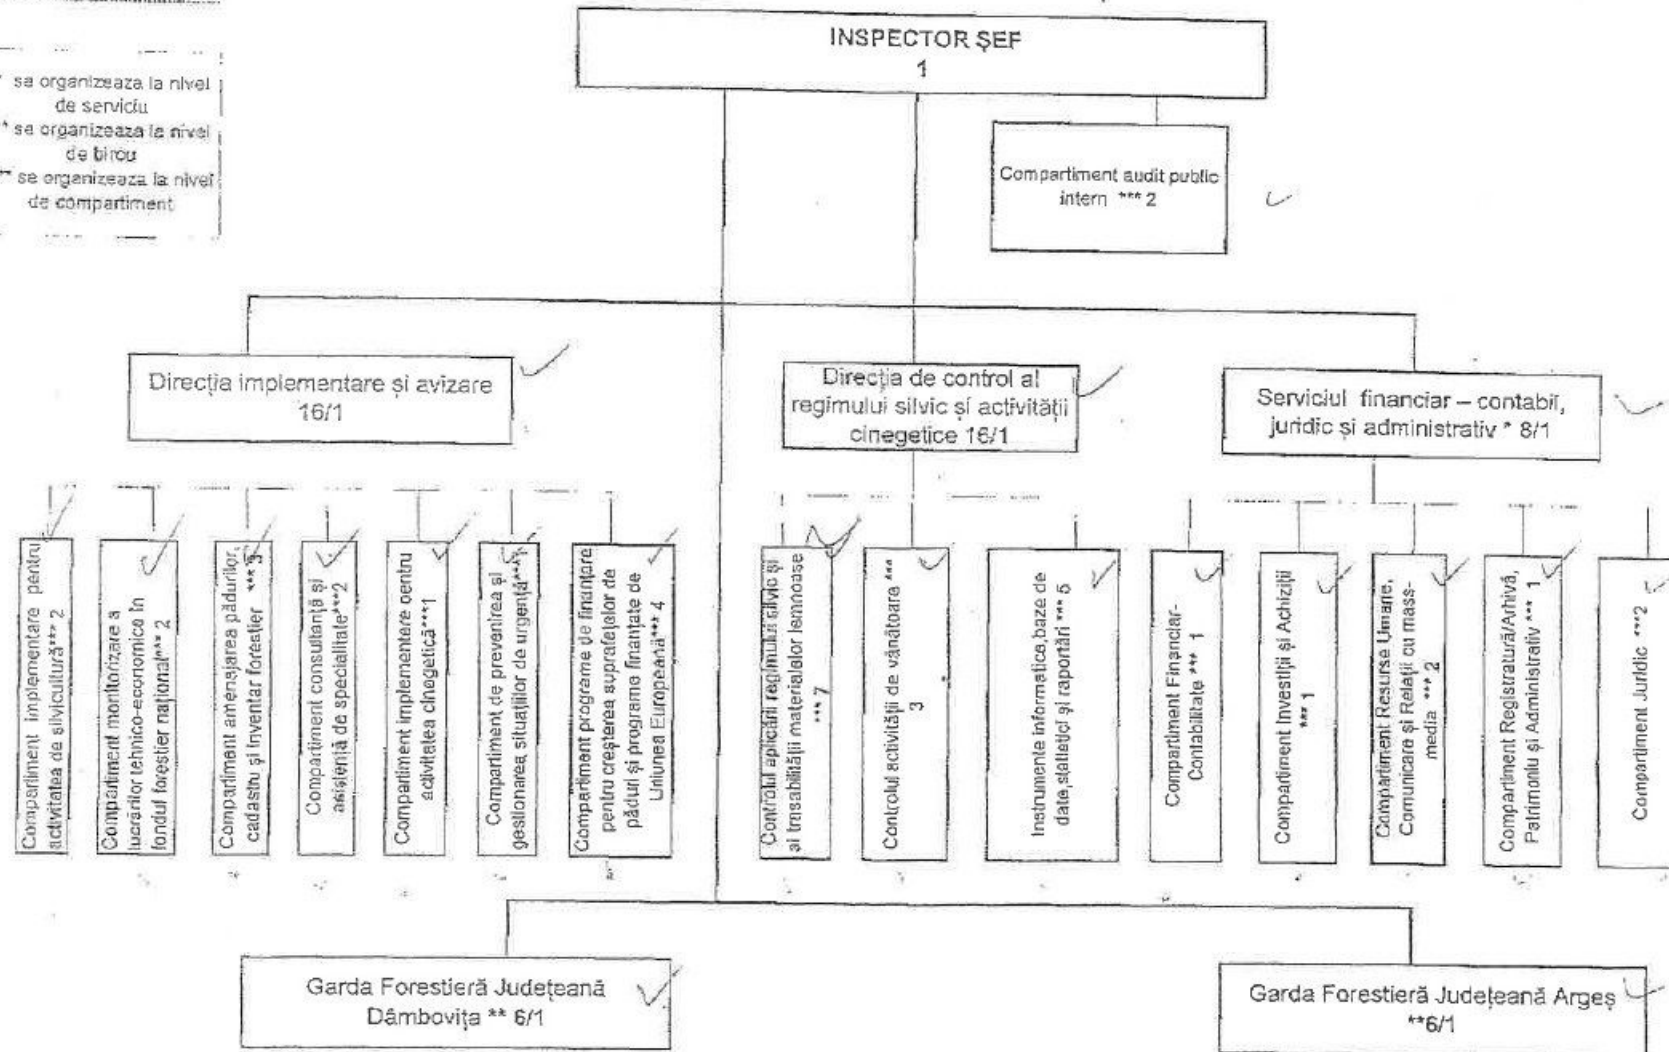 INSPECTOR ȘEF
1
* se organizeaza la nivel
de serviciu
* se organizeaza la nivel
de birou
** se organizeaza la nivel
de compartiment
Compartiment audit public
intern *** 2
Direcția implementare și avizare
16/1
Direcția de control al
regimului silvic și activității
cinegetice 16/1
Serviciul financiar – contabil,
juridic și administrativ * 8/1
Compartiment implementare pentru
activitatea de silvicultură*** 2
Compartiment monitorizare a
lucrărilor tehnico-economice în
fondul forestier național*** 2
Compartiment amenajarea pădurilor,
cadastru și inventar forestier *** 3
Compartiment consultanță și
asistență de specialitate***2
Compartiment implementare pentru
activitatea cinegetică***1
Compartiment de prevenirea și
gestionarea situațiilor de urgență***
Compartiment programe de finanțare
pentru creșterea suprafețelor de
păduri și programe finanțate de
Uniunea Europeană*** 4
Controlul aplicării regimului silvic și
al trasabilității materialelor lemnoase
*** 7
Controlul activității de vânătoare ***
3
Instrumente informatica,baze de
date,statistici și raportări *** 5
Compartiment Financiar-
Contabilitate *** 1
Compartiment Investiții și Achiziții
*** 1
Compartiment Resurse Umane,
Comunicare și Relații cu mass-
media *** 2
Compartiment Registratură/Arhivă,
Patrimoniu și Administrativ *** 1
Compartiment Juridic ****2
Garda Forestieră Județeană
Dâmbovița ** 6/1
Garda Forestieră Județeană Argeș
**6/1